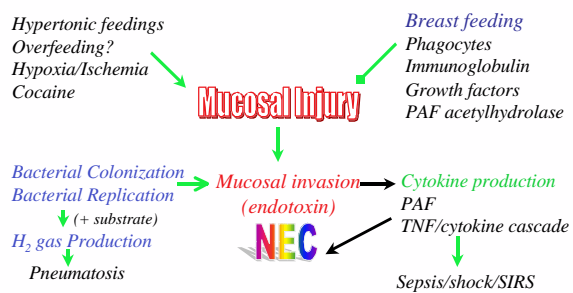 Hypertonic feedings
Overfeeding?
Hypoxia/Ischemia
Cocaine
Breast feeding
Phagocytes
Immunoglobulin
Growth factors
PAF acetylhydrolase
Mucosal Injury
Bacterial Colonization
Bacterial Replication
(+ substrate)
H₂ gas Production
Pneumatosis
Mucosal invasion
(endotoxin)
NEC
Cytokine production
PAF
TNF/cytokine cascade
Sepsis/shock/SIRS